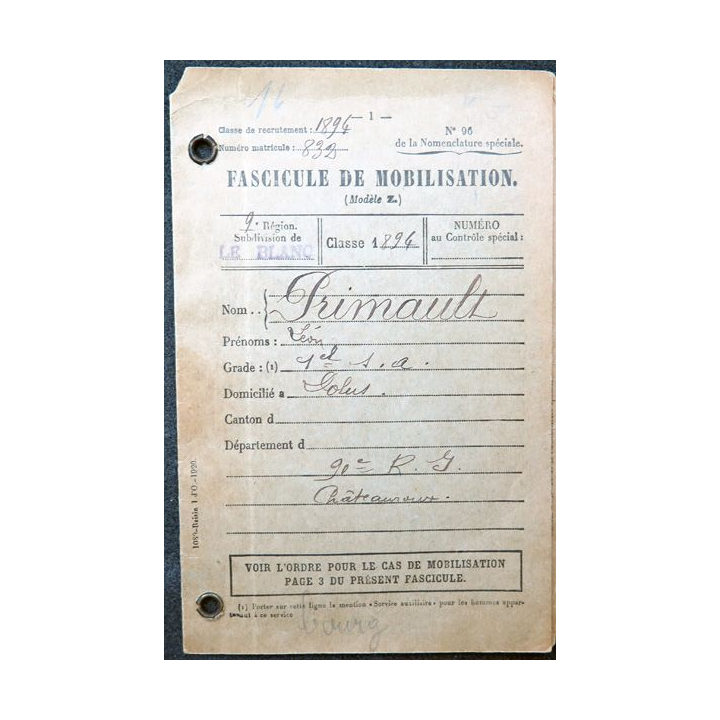 16
— 1 —
Classe de recrutement : 1894
Numéro matricule : 832
N° 96
de la Nomenclature spéciale.
FASCICULE DE MOBILISATION.
(Modèle Z.)
9e Région.
Subdivision de
LE BLANC
Classe 1894
NUMÉRO
au Contrôle spécial :
Nom .. Primault
Prénoms : Léon
Grade : (1) s. a.
Domicilié a
Canton d
Département d
90e R. I.
Châteauroux.
VOIR L'ORDRE POUR LE CAS DE MOBILISATION
PAGE 3 DU PRÉSENT FASCICULE.
(1) Porter sur cette ligne la mention « Service auxiliaire » pour les hommes appar-
tenant à ce service
bourg